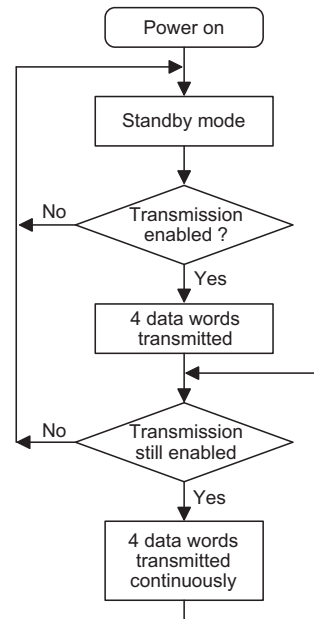 Power on
Standby mode
No
Transmission
enabled ?
Yes
4 data words
transmitted
No
Transmission
still enabled
Yes
4 data words
transmitted
continuously